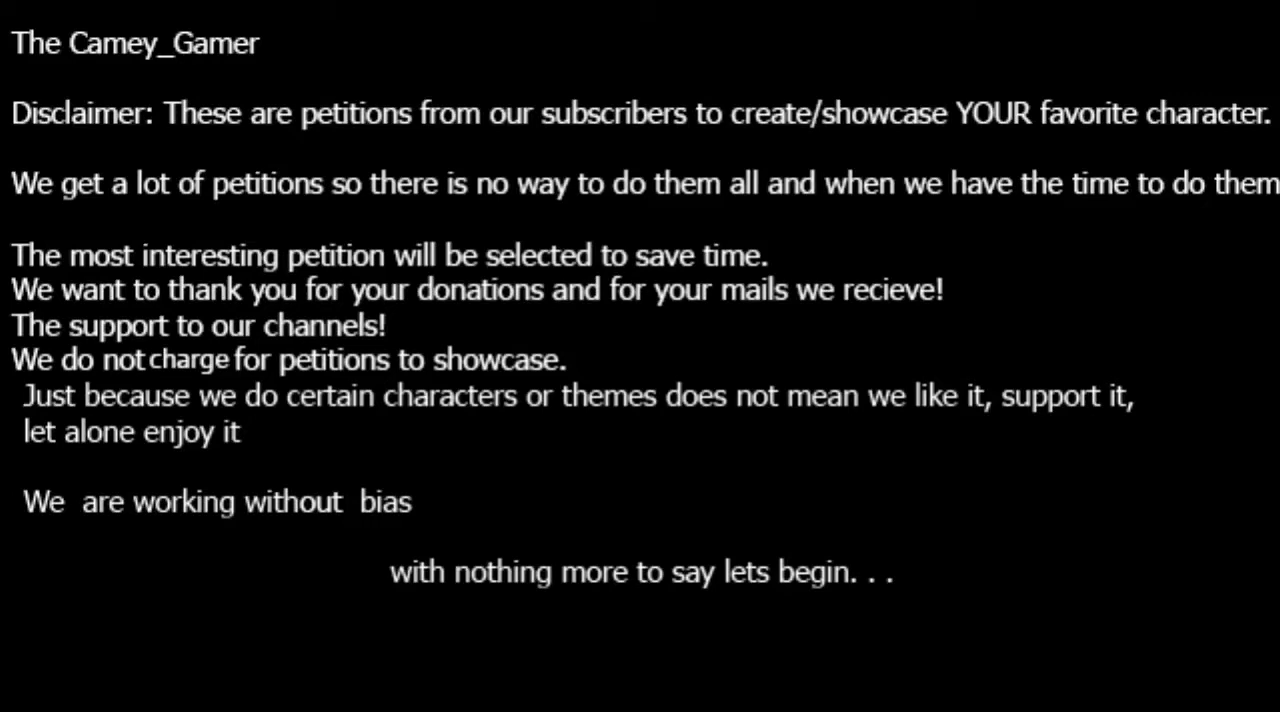 The Camey_Gamer
Disclaimer: These are petitions from our subscribers to create/showcase YOUR favorite character.
We get a lot of petitions so there is no way to do them all and when we have the time to do them
The most interesting petition will be selected to save time.
We want to thank you for your donations and for your mails we recieve!
The support to our channels!
We do not charge for petitions to showcase.
Just because we do certain characters or themes does not mean we like it, support it,
let alone enjoy it
We are working without bias
with nothing more to say lets begin. . .